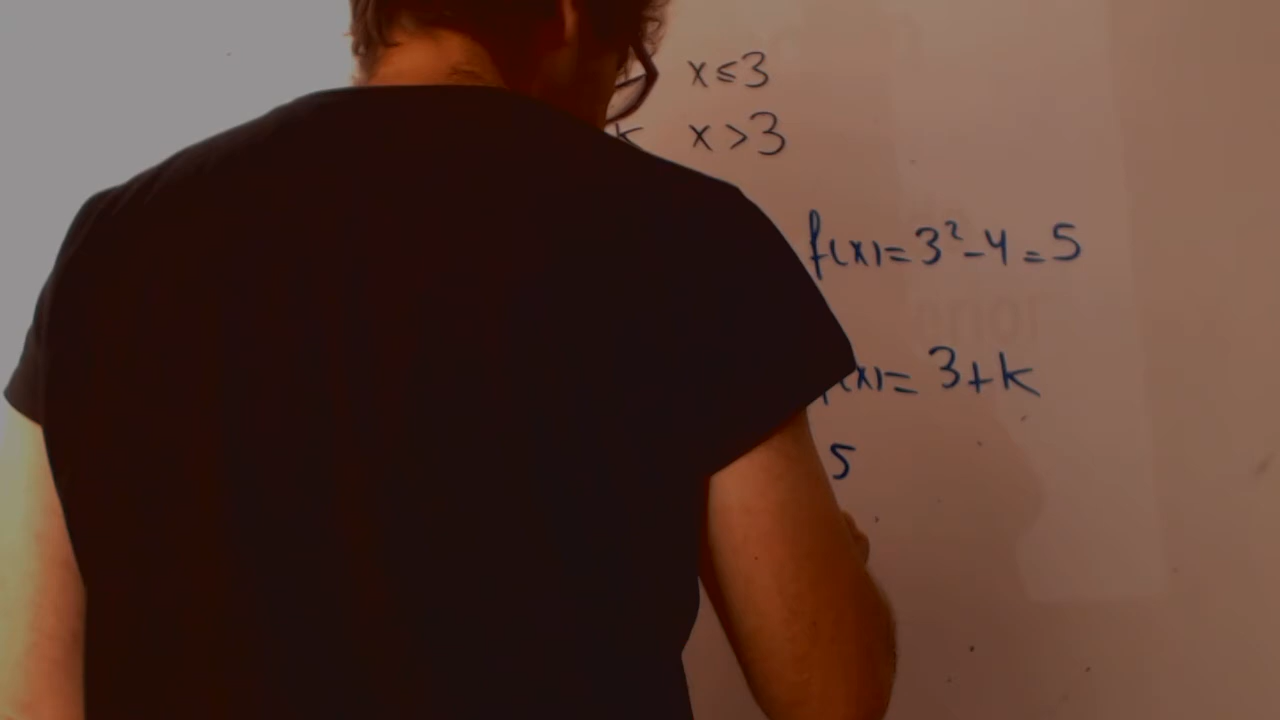 x≤3
k x>3
f(x)=3²-4=5
(x)=3+k
5